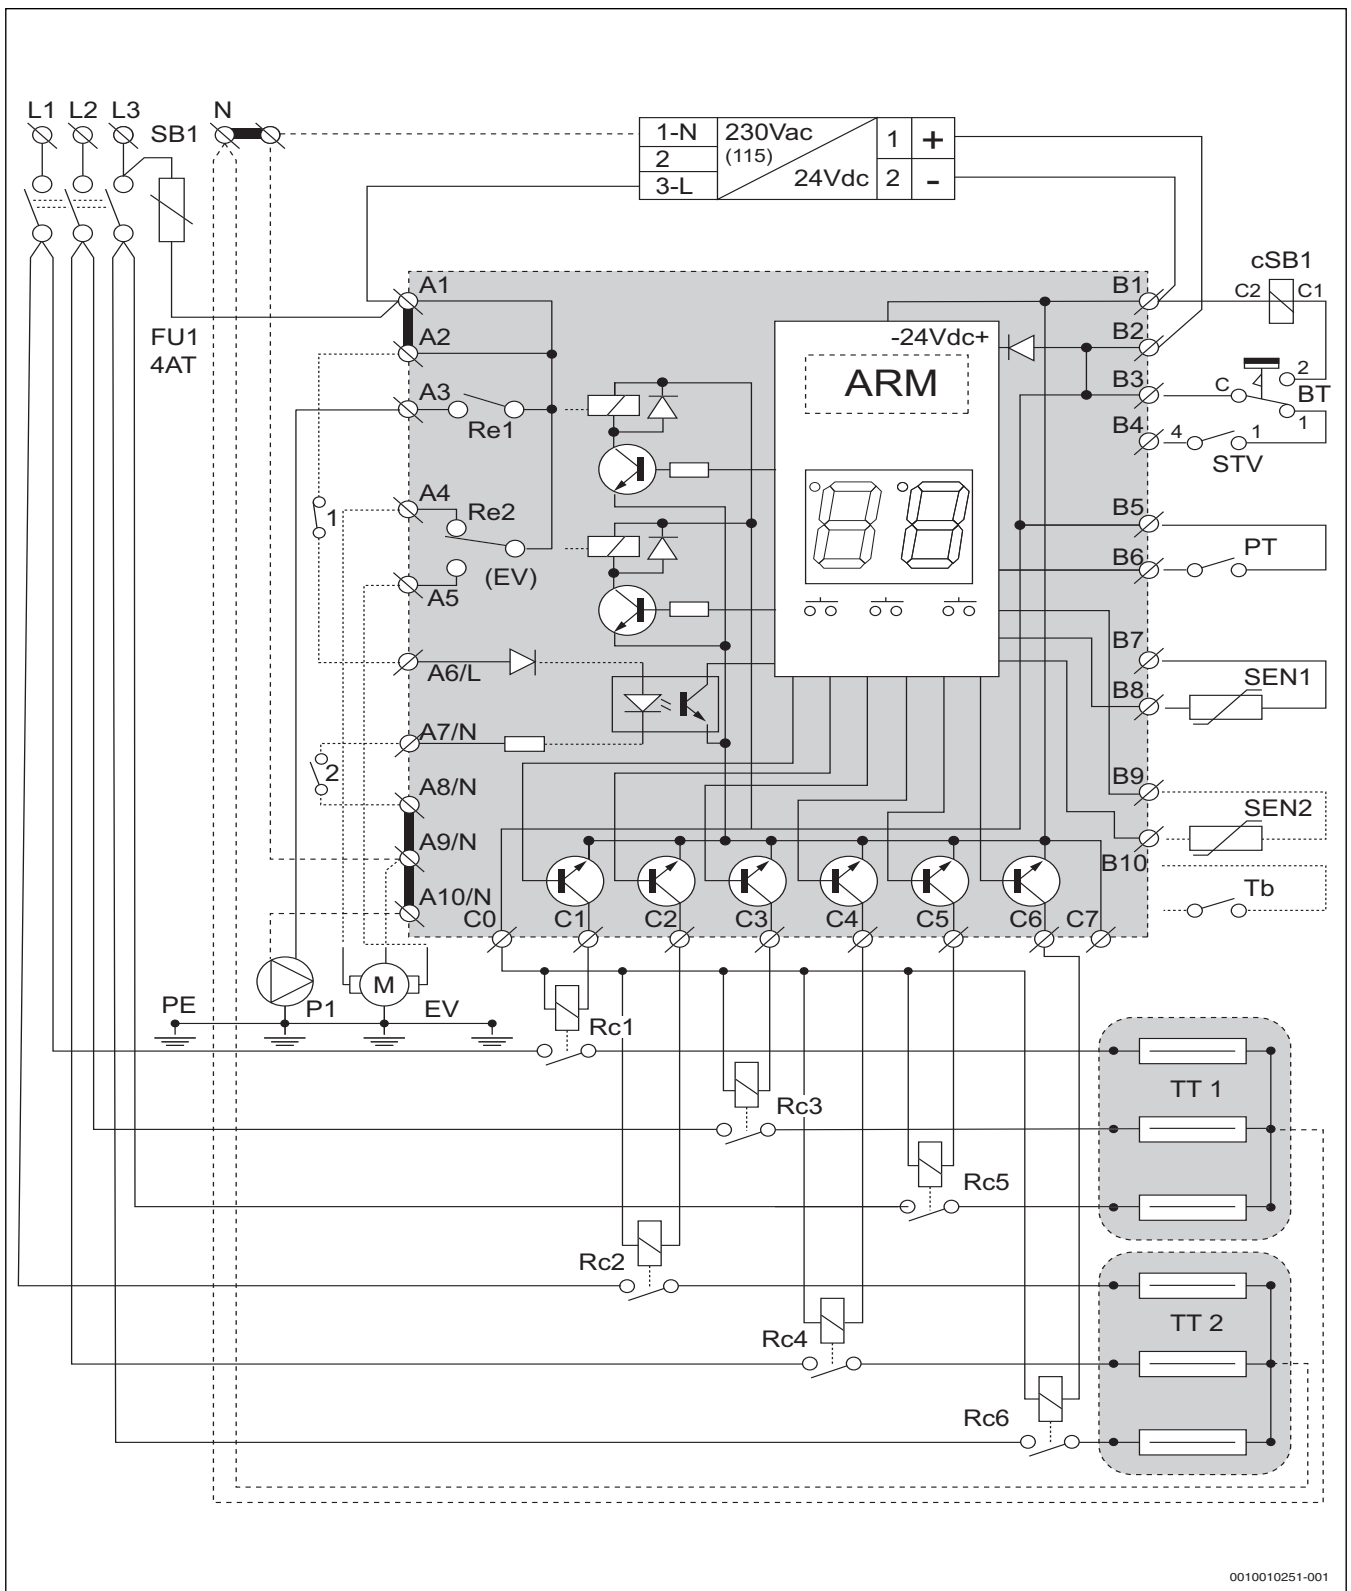 L1 L2 L3 SB1 N
1-N 230Vac 1 +
2 (115)
3-L 24Vdc 2 -
cSB1
C2 C1
A1 B1
FU1
4AT
A2 -24Vdc+ B2
ARM
A3 B3 C 2
BT
Re1 B4 4 1 1
STV
A4 Re2 B5
1 PT
(EV) B6
A5
A6/L B7
SEN1
B8
A7/N
2
A8/N B9
SEN2
A9/N
B10
A10/N Tb
C0 C1 C2 C3 C4 C5 C6 C7
M
PE P1 EV
Rc1
TT 1
Rc3
Rc5
Rc2
TT 2
Rc4
Rc6
0010010251-001